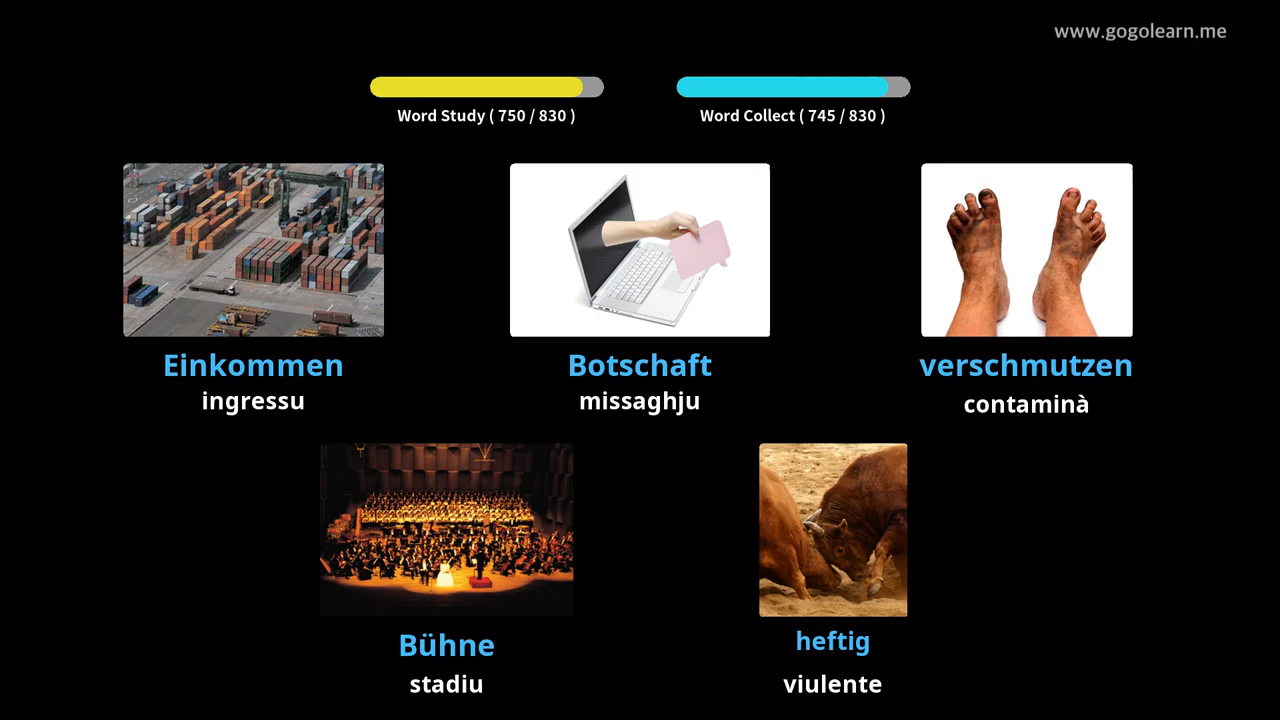 www.gogolearn.me
Word Study ( 750 / 830 )
Word Collect ( 745 / 830 )
Einkommen
ingressu
Botschaft
missaghju
verschmutzen
contaminà
Bühne
stadiu
heftig
viulente